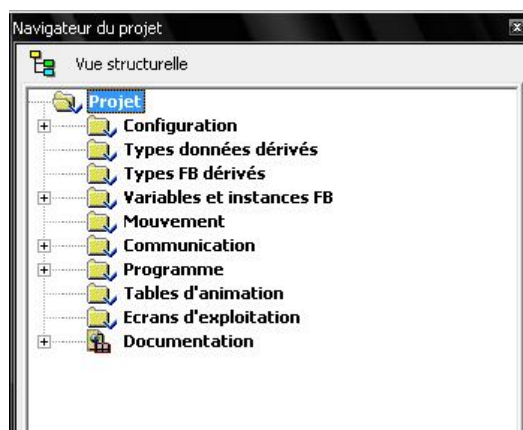 Navigateur du projet
Vue structurelle
Projet
Configuration
Types données dérivés
Types FB dérivés
Variables et instances FB
Mouvement
Communication
Programme
Tables d'animation
Ecrans d'exploitation
Documentation